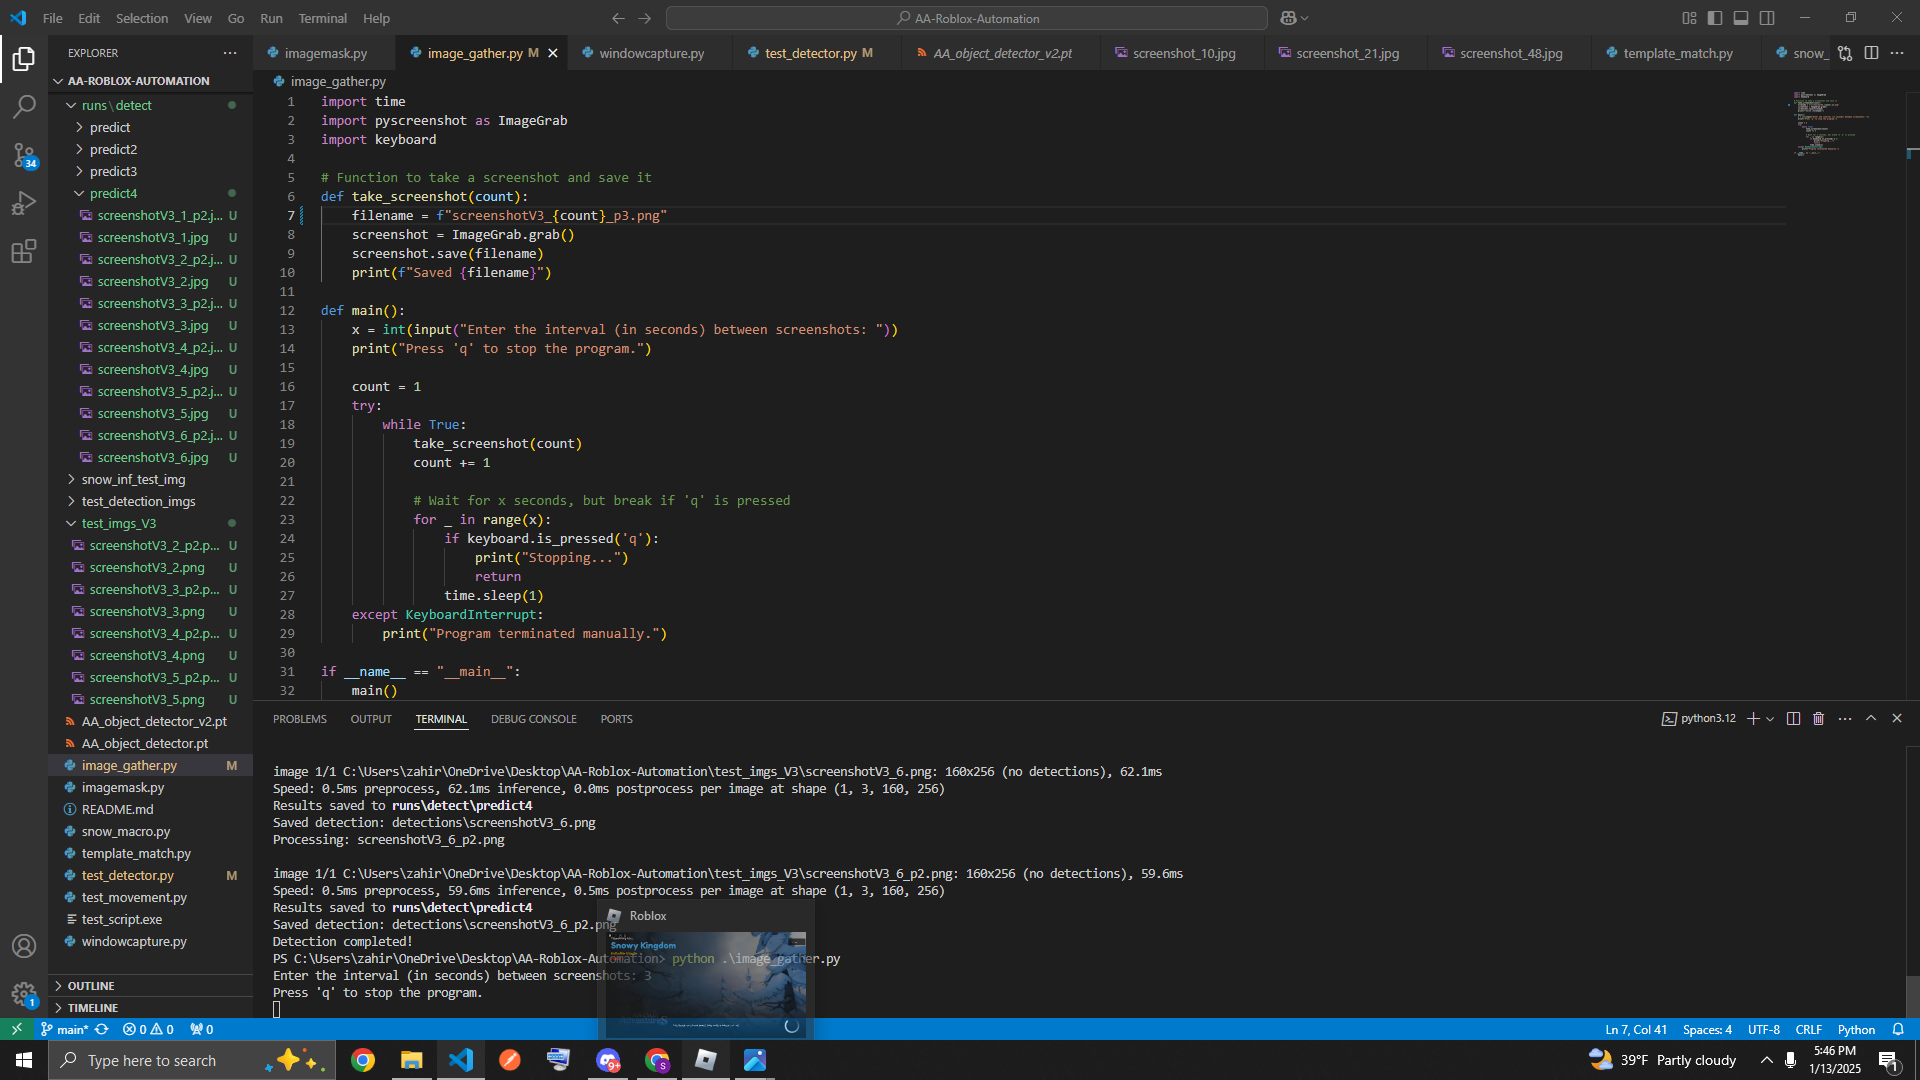 File Edit Selection View Go Run Terminal Help
AA-Roblox-Automation
EXPLORER
imagemask.py
image_gather.py M
windowcapture.py
test_detector.py M
AA_object_detector_v2.pt
screenshot_10.jpg
screenshot_21.jpg
screenshot_48.jpg
template_match.py
snow_
AA-ROBLOX-AUTOMATION
runs\detect
predict
predict2
predict3
predict4
screenshotV3_1_p2.j... U
screenshotV3_1.jpg U
screenshotV3_2_p2.j... U
screenshotV3_2.jpg U
screenshotV3_3_p2.j... U
screenshotV3_3.jpg U
screenshotV3_4_p2.j... U
screenshotV3_4.jpg U
screenshotV3_5_p2.j... U
screenshotV3_5.jpg U
screenshotV3_6_p2.j... U
screenshotV3_6.jpg U
snow_inf_test_img
test_detection_imgs
test_imgs_V3
screenshotV3_2_p2.p... U
screenshotV3_2.png U
screenshotV3_3_p2.p... U
screenshotV3_3.png U
screenshotV3_4_p2.p... U
screenshotV3_4.png U
screenshotV3_5_p2.p... U
screenshotV3_5.png U
AA_object_detector_v2.pt
AA_object_detector.pt
image_gather.py M
imagemask.py
README.md
snow_macro.py
template_match.py
test_detector.py M
test_movement.py
test_script.exe
windowcapture.py
OUTLINE
TIMELINE
34
1
image_gather.py
1 import time
2 import pyscreenshot as ImageGrab
3 import keyboard
4
5 # Function to take a screenshot and save it
6 def take_screenshot(count):
7 filename = f"screenshotV3_{count}_p3.png"
8 screenshot = ImageGrab.grab()
9 screenshot.save(filename)
10 print(f"Saved {filename}")
11
12 def main():
13 x = int(input("Enter the interval (in seconds) between screenshots: "))
14 print("Press 'q' to stop the program.")
15
16 count = 1
17 try:
18 while True:
19 take_screenshot(count)
20 count += 1
21
22 # Wait for x seconds, but break if 'q' is pressed
23 for _ in range(x):
24 if keyboard.is_pressed('q'):
25 print("Stopping...")
26 return
27 time.sleep(1)
28 except KeyboardInterrupt:
29 print("Program terminated manually.")
30
31 if __name__ == "__main__":
32 main()
PROBLEMS OUTPUT TERMINAL DEBUG CONSOLE PORTS
python3.12
image 1/1 C:\Users\zahir\OneDrive\Desktop\AA-Roblox-Automation\test_imgs_V3\screenshotV3_6.png: 160x256 (no detections), 62.1ms
Speed: 0.5ms preprocess, 62.1ms inference, 0.0ms postprocess per image at shape (1, 3, 160, 256)
Results saved to runs\detect\predict4
Saved detection: detections\screenshotV3_6.png
Processing: screenshotV3_6_p2.png
image 1/1 C:\Users\zahir\OneDrive\Desktop\AA-Roblox-Automation\test_imgs_V3\screenshotV3_6_p2.png: 160x256 (no detections), 59.6ms
Speed: 0.5ms preprocess, 59.6ms inference, 0.5ms postprocess per image at shape (1, 3, 160, 256)
Results saved to runs\detect\predict4
Saved detection: detections\screenshotV3_6_p2.png
Detection completed!
PS C:\Users\zahir\OneDrive\Desktop\AA-Roblox-Automation> python .\image_gather.py
Enter the interval (in seconds) between screenshots: 3
Press 'q' to stop the program.
Roblox
Snowy Kingdom
main* 0 0 0
Ln 7, Col 41 Spaces: 4 UTF-8 CRLF Python
Type here to search
9+
S
39°F Partly cloudy
5:46 PM
1/13/2025
1